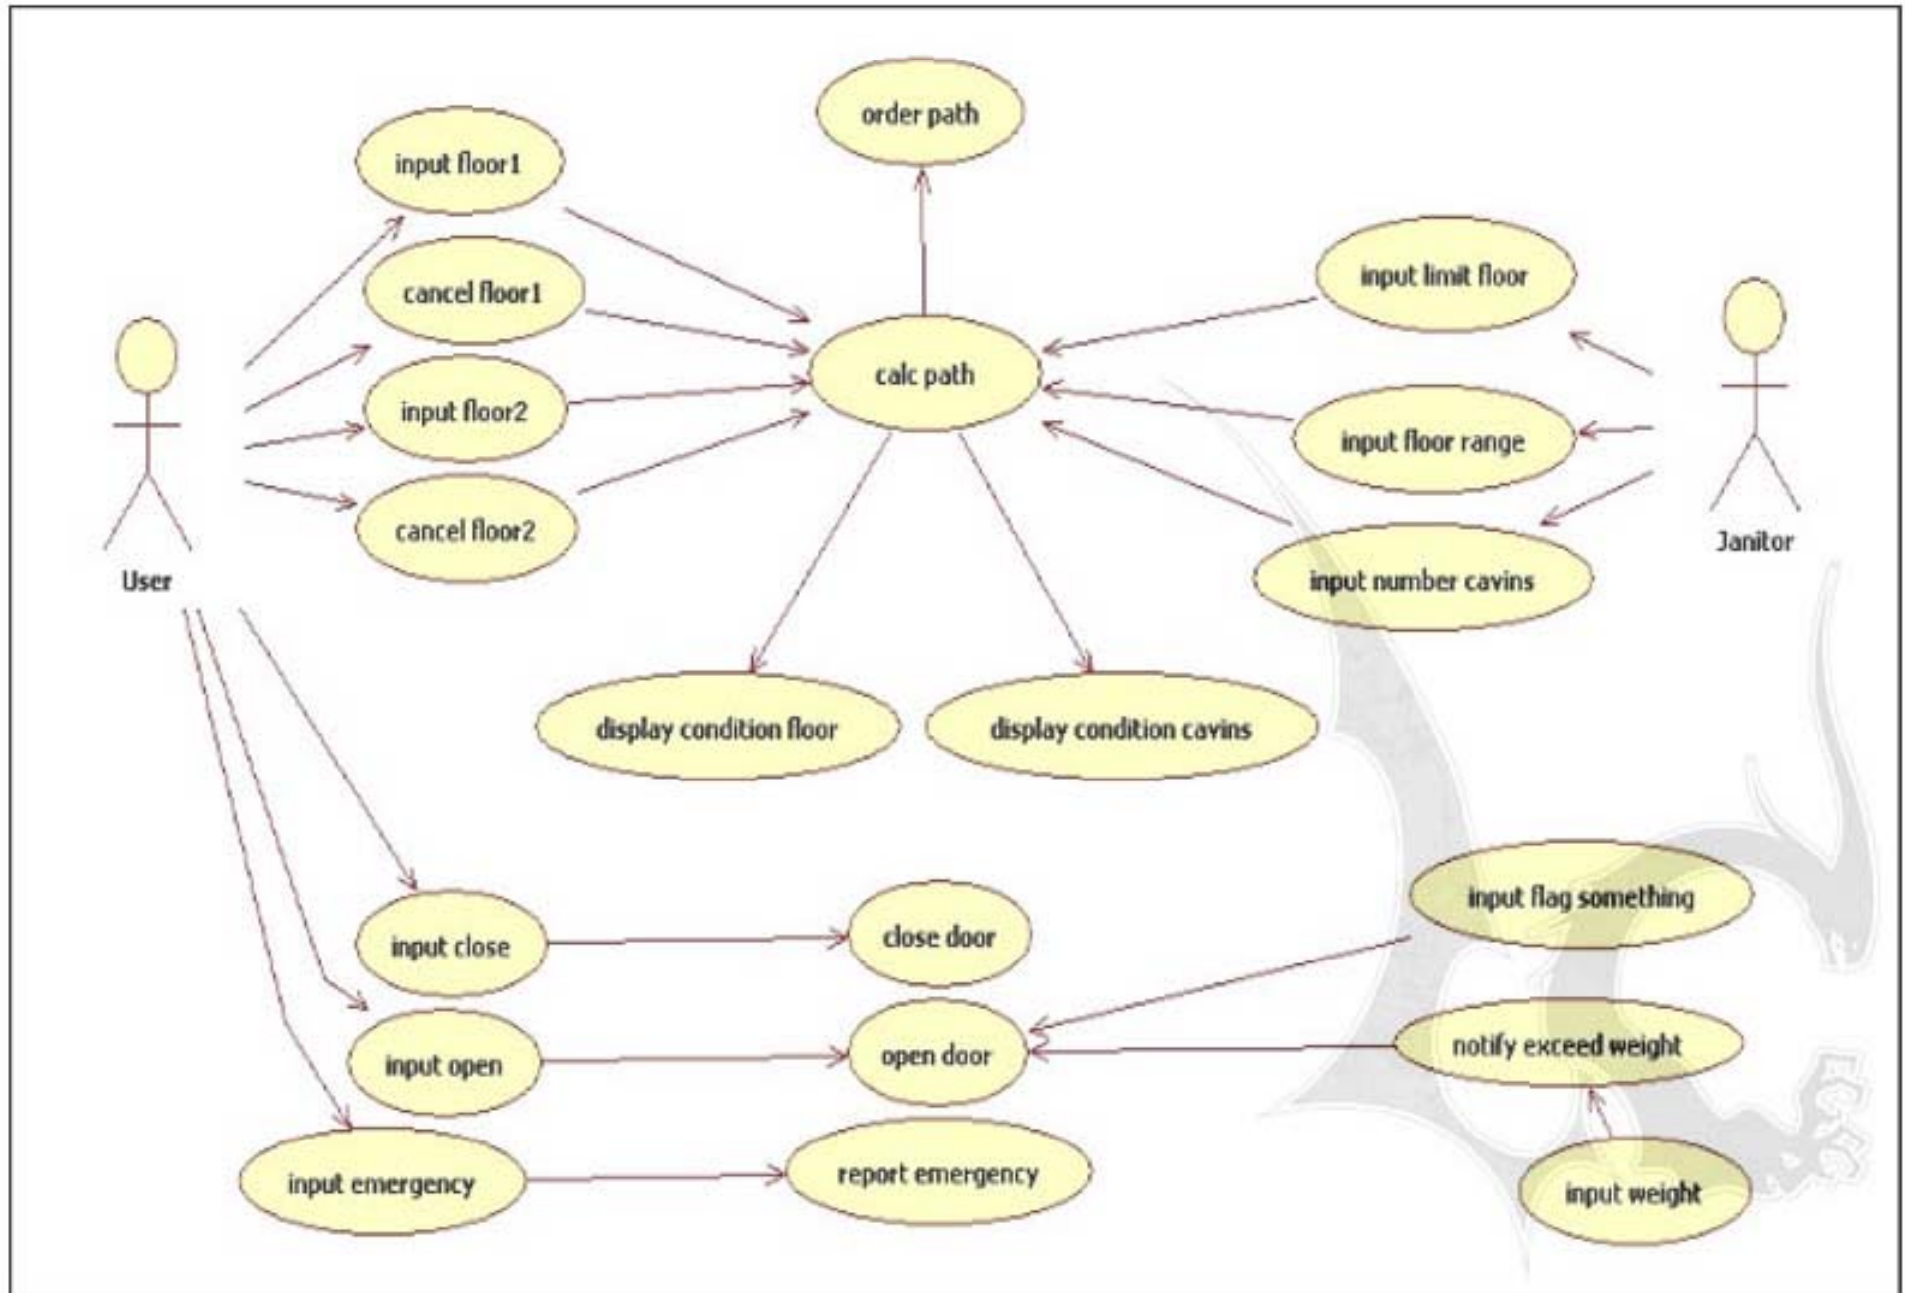 order path
input floor1
cancel floor1
input limit floor
calc path
input floor2
input floor range
cancel floor2
Janitor
User
input number cavins
display condition floor
display condition cavins
input flag something
input close
close door
input open
open door
notify exceed weight
input emergency
report emergency
input weight